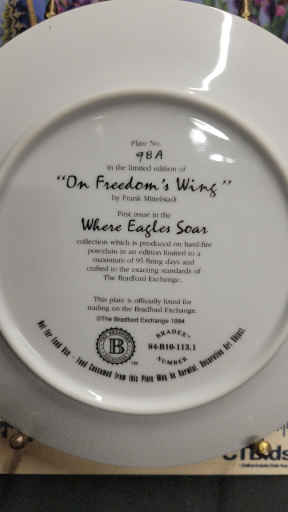 Plate No.
98A
in the limited edition of
"On Freedom's Wing"
by Frank Mittelstadt
First issue in the
Where Eagles Soar
collection which is produced on hard-fire
porcelain in an edition limited to a
maximum of 95 firing days and
crafted to the exacting standards of
The Bradford Exchange.
This plate is officially listed for
trading on the Bradford Exchange.
©The Bradford Exchange 1994
B
BRADEX®
84-B10-113.1
NUMBER
Not For Food Use - Food Consumed from this Plate May Be Harmful. Decorative Art Object.